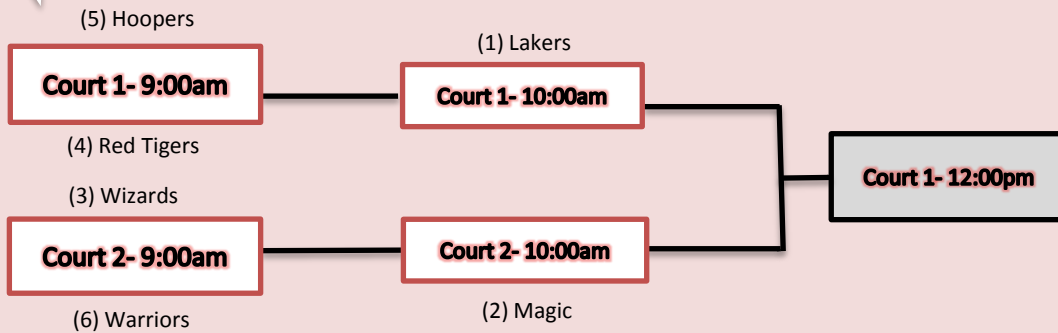 (5) Hoopers
Court 1- 9:00am
(4) Red Tigers
(3) Wizards
Court 2- 9:00am
(6) Warriors
(1) Lakers
Court 1- 10:00am
Court 2- 10:00am
(2) Magic
Court 1- 12:00pm